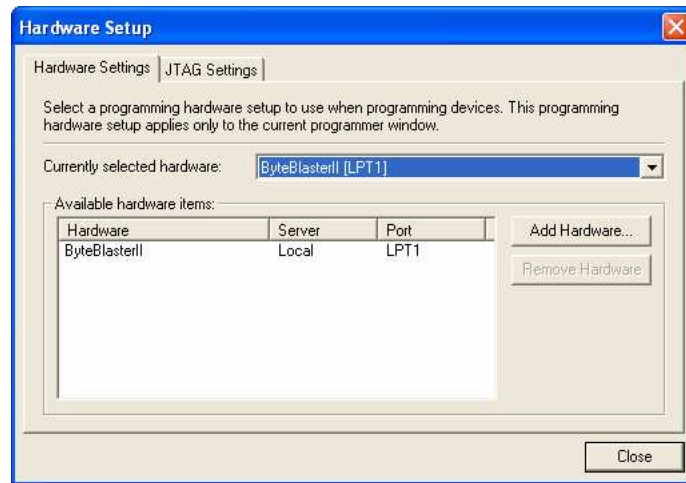 Hardware Setup
Hardware Settings JTAG Settings
Select a programming hardware setup to use when programming devices. This programming
hardware setup applies only to the current programmer window.
Currently selected hardware: ByteBlasterII [LPT1]
Available hardware items:
Hardware Server Port
ByteBlasterII Local LPT1
Add Hardware...
Remove Hardware
Close